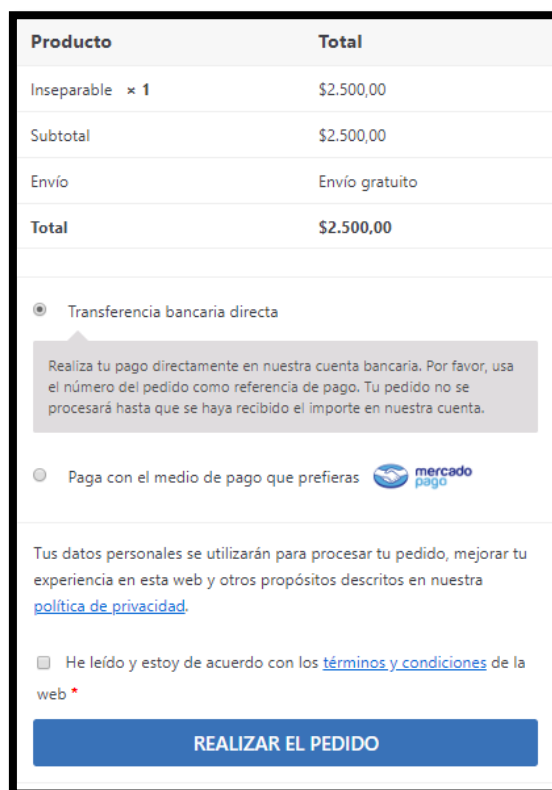 Producto Total
Inseparable × 1 $2.500,00
Subtotal $2.500,00
Envío Envío gratuito
Total $2.500,00
Transferencia bancaria directa
Realiza tu pago directamente en nuestra cuenta bancaria. Por favor, usa
el número del pedido como referencia de pago. Tu pedido no se
procesará hasta que se haya recibido el importe en nuestra cuenta.
Paga con el medio de pago que prefieras mercado
pago
Tus datos personales se utilizarán para procesar tu pedido, mejorar tu
experiencia en esta web y otros propósitos descritos en nuestra
política de privacidad.
He leído y estoy de acuerdo con los términos y condiciones de la
web *
REALIZAR EL PEDIDO